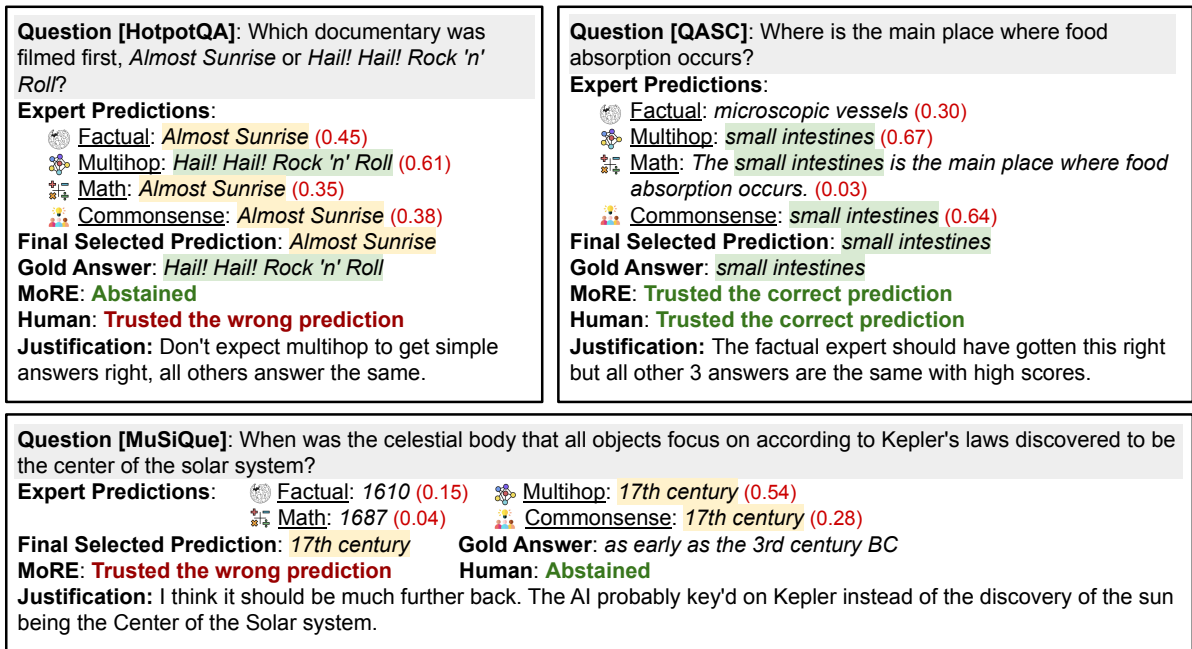 Question [HotpotQA]: Which documentary was
filmed first, Almost Sunrise or Hail! Hail! Rock 'n'
Roll?
Expert Predictions:
Factual: Almost Sunrise (0.45)
Multihop: Hail! Hail! Rock 'n' Roll (0.61)
Math: Almost Sunrise (0.35)
Commonsense: Almost Sunrise (0.38)
Final Selected Prediction: Almost Sunrise
Gold Answer: Hail! Hail! Rock 'n' Roll
MoRE: Abstained
Human: Trusted the wrong prediction
Justification: Don't expect multihop to get simple
answers right, all others answer the same.
Question [QASC]: Where is the main place where food
absorption occurs?
Expert Predictions:
Factual: microscopic vessels (0.30)
Multihop: small intestines (0.67)
Math: The small intestines is the main place where food
absorption occurs. (0.03)
Commonsense: small intestines (0.64)
Final Selected Prediction: small intestines
Gold Answer: small intestines
MoRE: Trusted the correct prediction
Human: Trusted the correct prediction
Justification: The factual expert should have gotten this right
but all other 3 answers are the same with high scores.
Question [MuSiQue]: When was the celestial body that all objects focus on according to Kepler's laws discovered to be
the center of the solar system?
Expert Predictions: Factual: 1610 (0.15) Multihop: 17th century (0.54)
Math: 1687 (0.04) Commonsense: 17th century (0.28)
Final Selected Prediction: 17th century Gold Answer: as early as the 3rd century BC
MoRE: Trusted the wrong prediction Human: Abstained
Justification: I think it should be much further back. The AI probably key'd on Kepler instead of the discovery of the sun
being the Center of the Solar system.